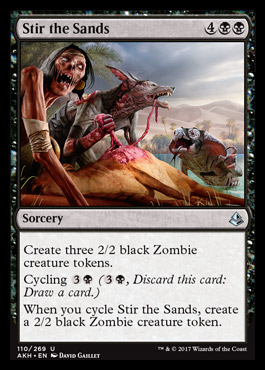 Stir the Sands 4
Sorcery
Create three 2/2 black Zombie
creature tokens.
Cycling 3 (3, Discard this card:
Draw a card.)
When you cycle Stir the Sands, create
a 2/2 black Zombie creature token.
110/269 U
AKH • EN DAVID GAILLET
™ & © 2017 Wizards of the Coast